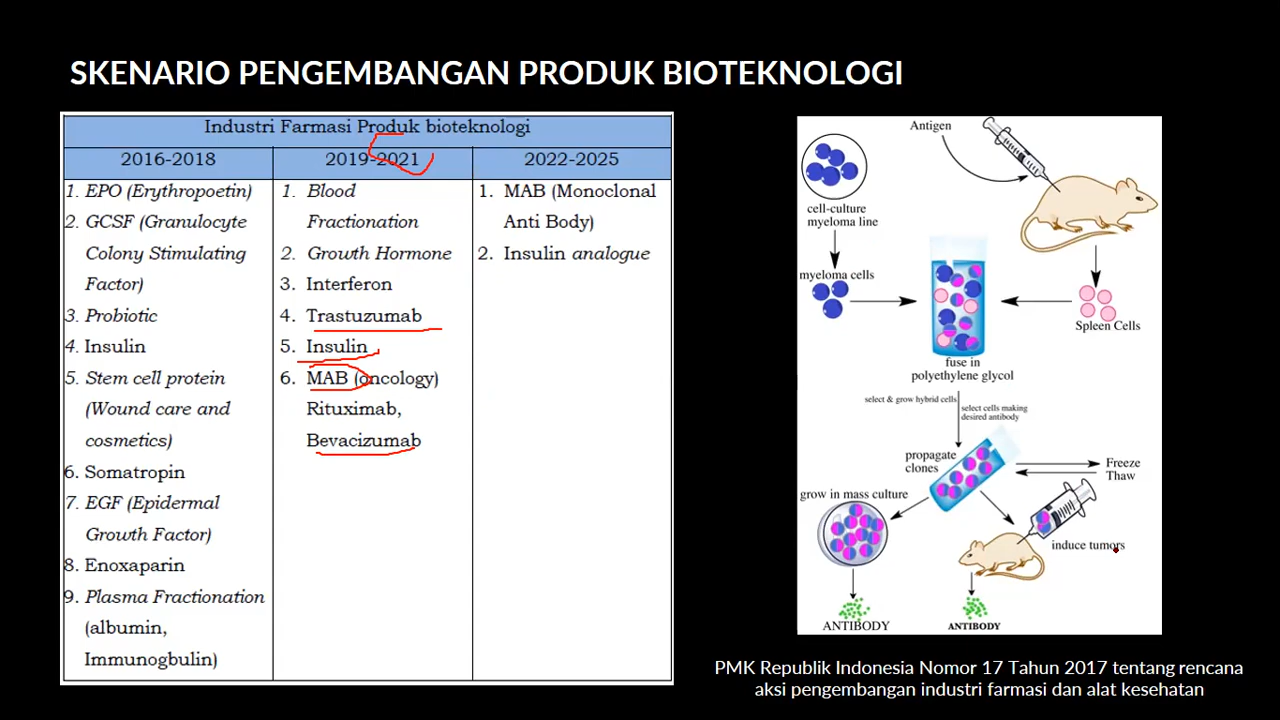 SKENARIO PENGEMBANGAN PRODUK BIOTEKNOLOGI
Industri Farmasi Produk bioteknologi
2016-2018
2019-2021
2022-2025
1. EPO (Erythropoetin)
2. GCSF (Granulocyte
Colony Stimulating
Factor)
3. Probiotic
4. Insulin
5. Stem cell protein
(Wound care and
cosmetics)
6. Somatropin
7. EGF (Epidermal
Growth Factor)
8. Enoxaparin
9. Plasma Fractionation
(albumin,
Immunogbulin)
1. Blood
Fractionation
2. Growth Hormone
3. Interferon
4. Trastuzumab
5. Insulin
6. MAB (oncology)
Rituximab,
Bevacizumab
1. MAB (Monoclonal
Anti Body)
2. Insulin analogue
Antigen
cell-culture
myeloma line
myeloma cells
Spleen Cells
fuse in
polyethylene glycol
select & grow hybrid cells
select cells making
desired antibody
propagate
clones
Freeze
Thaw
grow in mass culture
induce tumors
ANTIBODY
ANTIBODY
PMK Republik Indonesia Nomor 17 Tahun 2017 tentang rencana
aksi pengembangan industri farmasi dan alat kesehatan